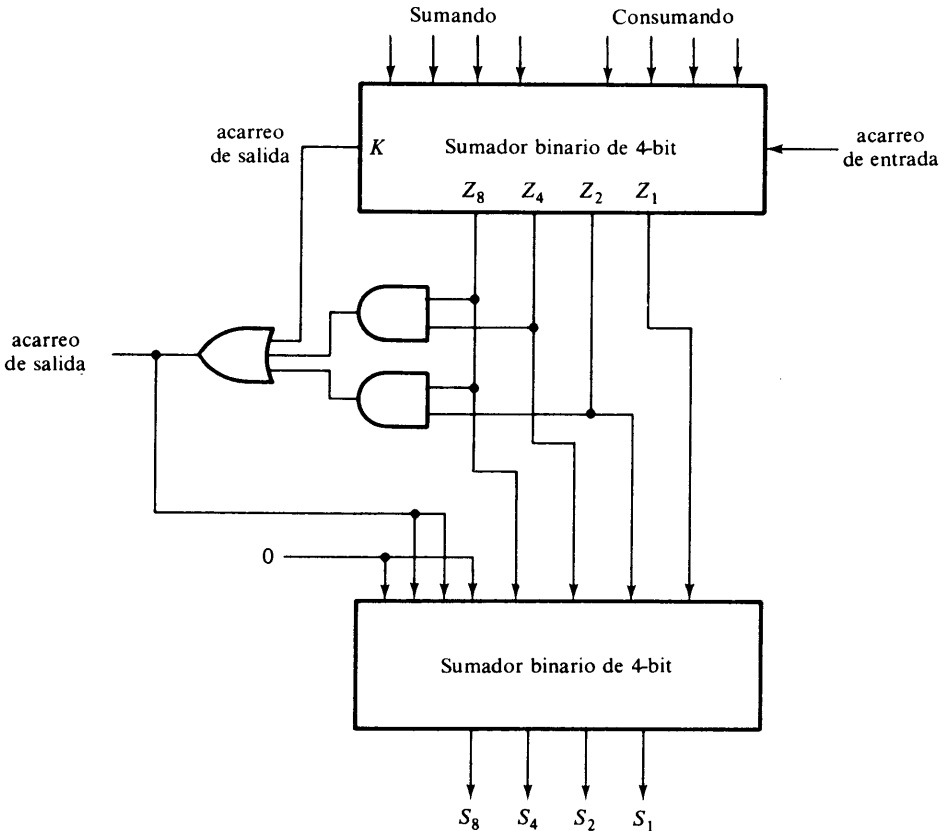 Sumando
Consumando
acarreo
de salida
K
Sumador binario de 4-bit
acarreo
de entrada
Z8 Z4 Z2 Z1
acarreo
de salida
0
Sumador binario de 4-bit
S8 S4 S2 S1